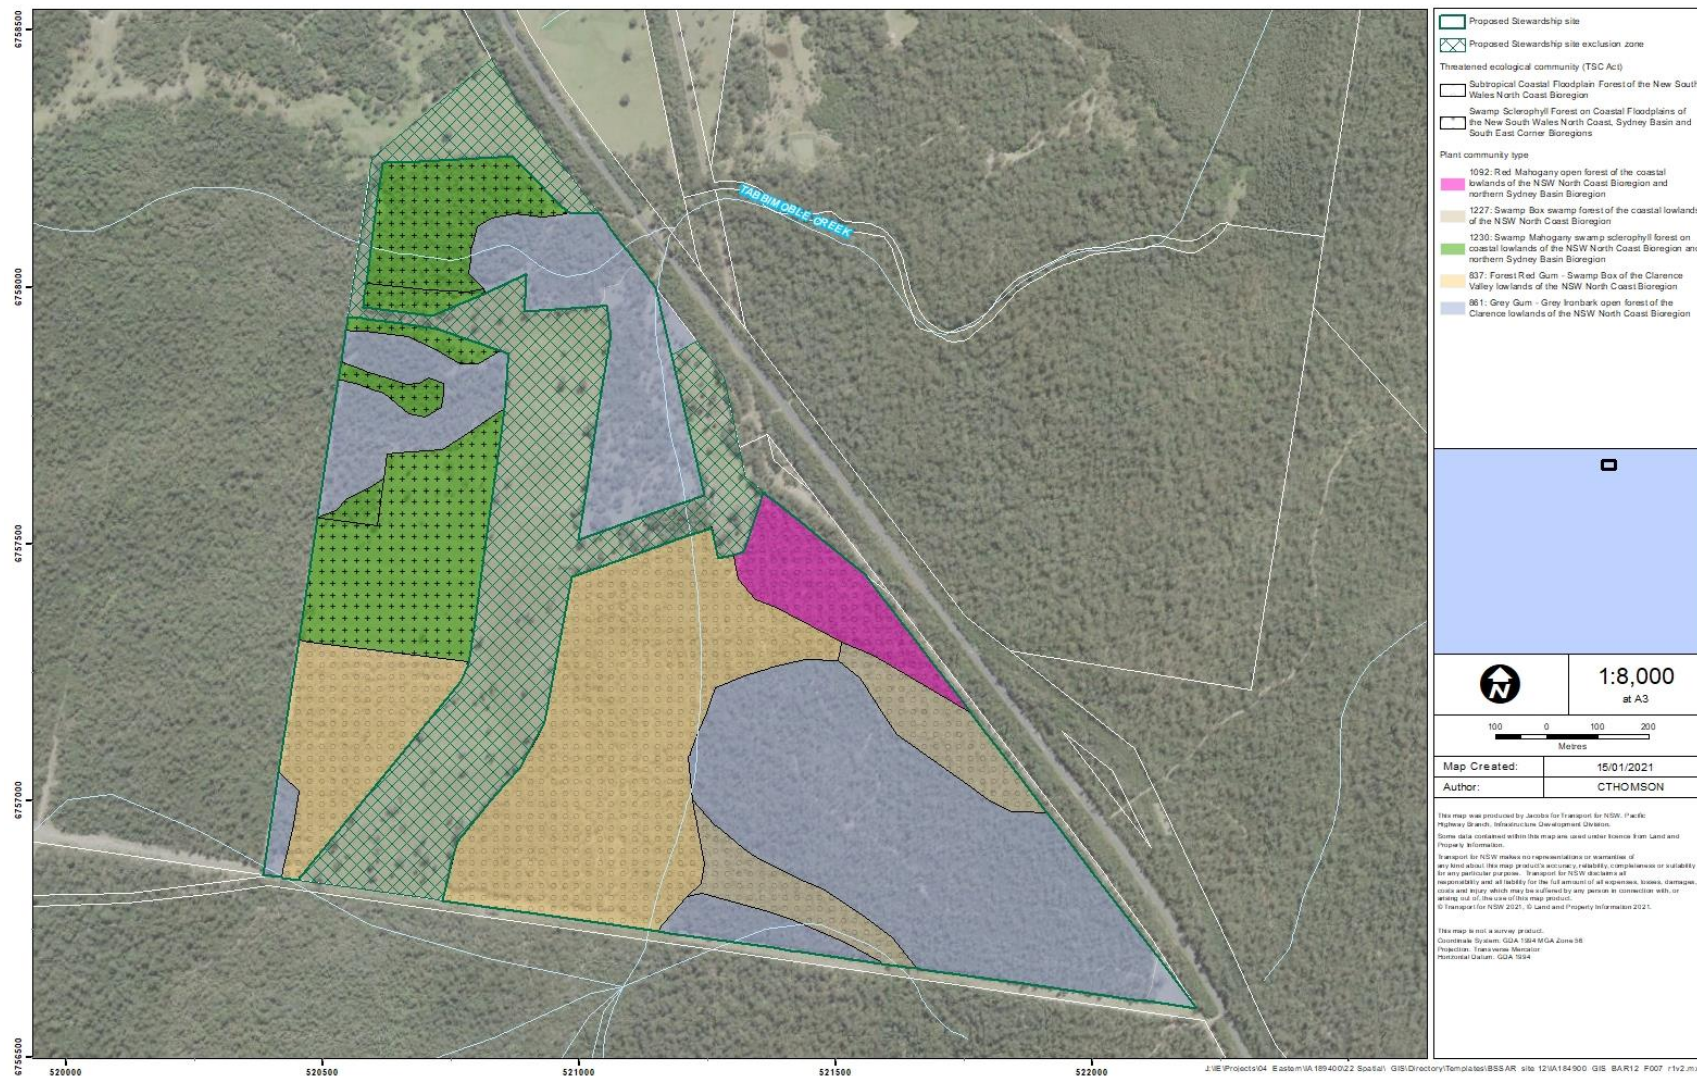 6758500
6758000
6757500
6757000
6756500
520000
520500
521000
521500
522000
TABBIMOBLE CREEK
Proposed Stewardship site
Proposed Stewardship site exclusion zone
Threatened ecological community (TSC Act)
Subtropical Coastal Floodplain Forest of the New South
Wales North Coast Bioregion
Swamp Sclerophyll Forest on Coastal Floodplains of
the New South Wales North Coast, Sydney Basin and
South East Corner Bioregions
Plant community type
1092: Red Mahogany open forest of the coastal
lowlands of the NSW North Coast Bioregion and
northern Sydney Basin Bioregion
1227: Swamp Box swamp forest of the coastal lowlands
of the NSW North Coast Bioregion
1230: Swamp Mahogany swamp sclerophyll forest on
coastal lowlands of the NSW North Coast Bioregion and
northern Sydney Basin Bioregion
837: Forest Red Gum - Swamp Box of the Clarence
Valley lowlands of the NSW North Coast Bioregion
861: Grey Gum - Grey Ironbark open forest of the
Clarence lowlands of the NSW North Coast Bioregion
N
1:8,000
at A3
100 0 100 200
Metres
Map Created: 15/01/2021
Author: CTHOMSON
This map was produced by Jacobs for Transport for NSW, Pacific
Highway Branch, Infrastructure Development Division.
Some data contained within this map are used under licence from Land and
Property Information.
Transport for NSW makes no representations or warranties of
any kind about this map product's accuracy, reliability, completeness or suitability
for any particular purpose. Transport for NSW disclaims all
responsibility and all liability for the full amount of all expenses, losses, damages,
costs and injury which may be suffered by any person in connection with, or
arising out of, the use of this map product.
© Transport for NSW 2021, © Land and Property Information 2021.
This map is not a survey product.
Coordinate System: GDA 1994 MGA Zone 56
Projection: Transverse Mercator
Horizontal Datum: GDA 1994